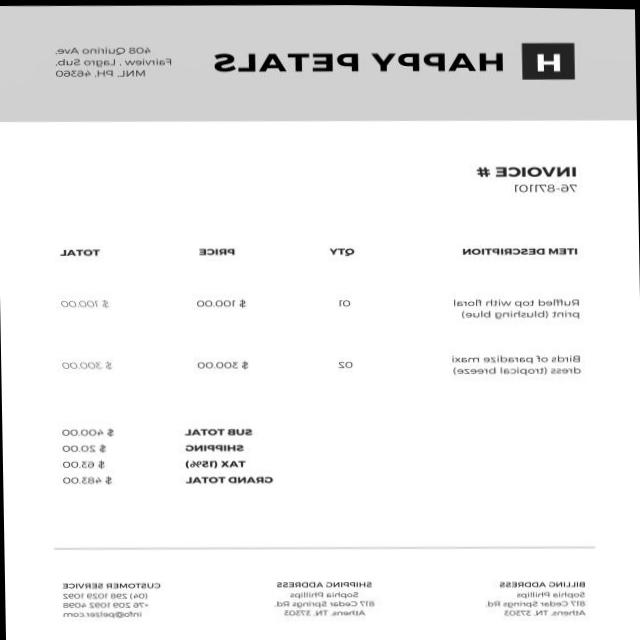 H HAPPY PETALS
408 Quirino Ave.
Fairview , Lagro Sub.
MNL, PH, 46360
INVOICE #
76-871101
ITEM DESCRIPTION QTY PRICE TOTAL
Ruffled top with floral
print (blushing blue)
01 $ 100.00 $ 100.00
Birds of paradize maxi
dress (tropical breeze)
02 $ 300.00 $ 300.00
SUB TOTAL $ 400.00
SHIPPING $ 20.00
TAX (15%) $ 63.00
GRAND TOTAL $ 483.00
BILLING ADDRESS
Sophia Phillips
817 Cedar Springs Rd.
Athens, TN, 37303
SHIPPING ADDRESS
Sophia Phillips
817 Cedar Springs Rd.
Athens, TN, 37303
CUSTOMER SERVICE
(04) 298 1029 1092
+76 209 1092 4098
info@pelzer.com